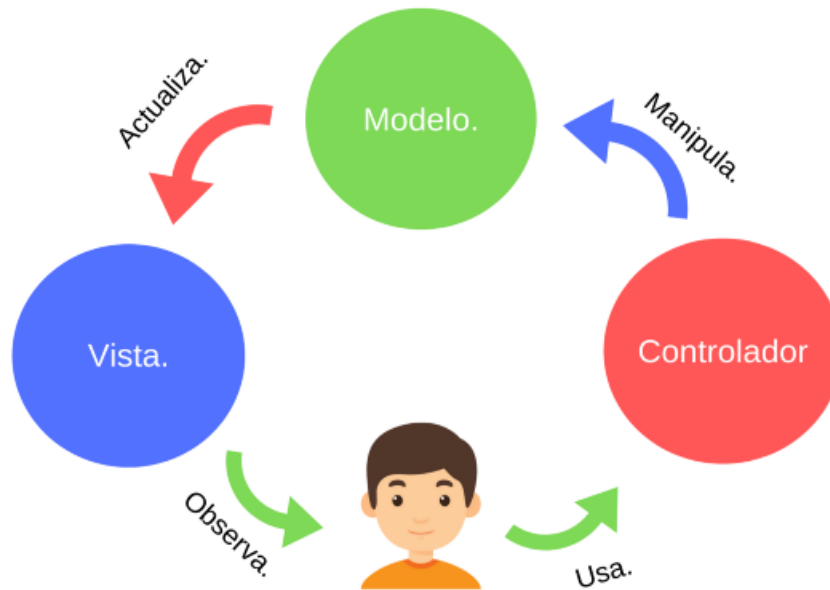 Actualiza.
Modelo.
Manipula.
Vista.
Controlador
Observa.
Usa.